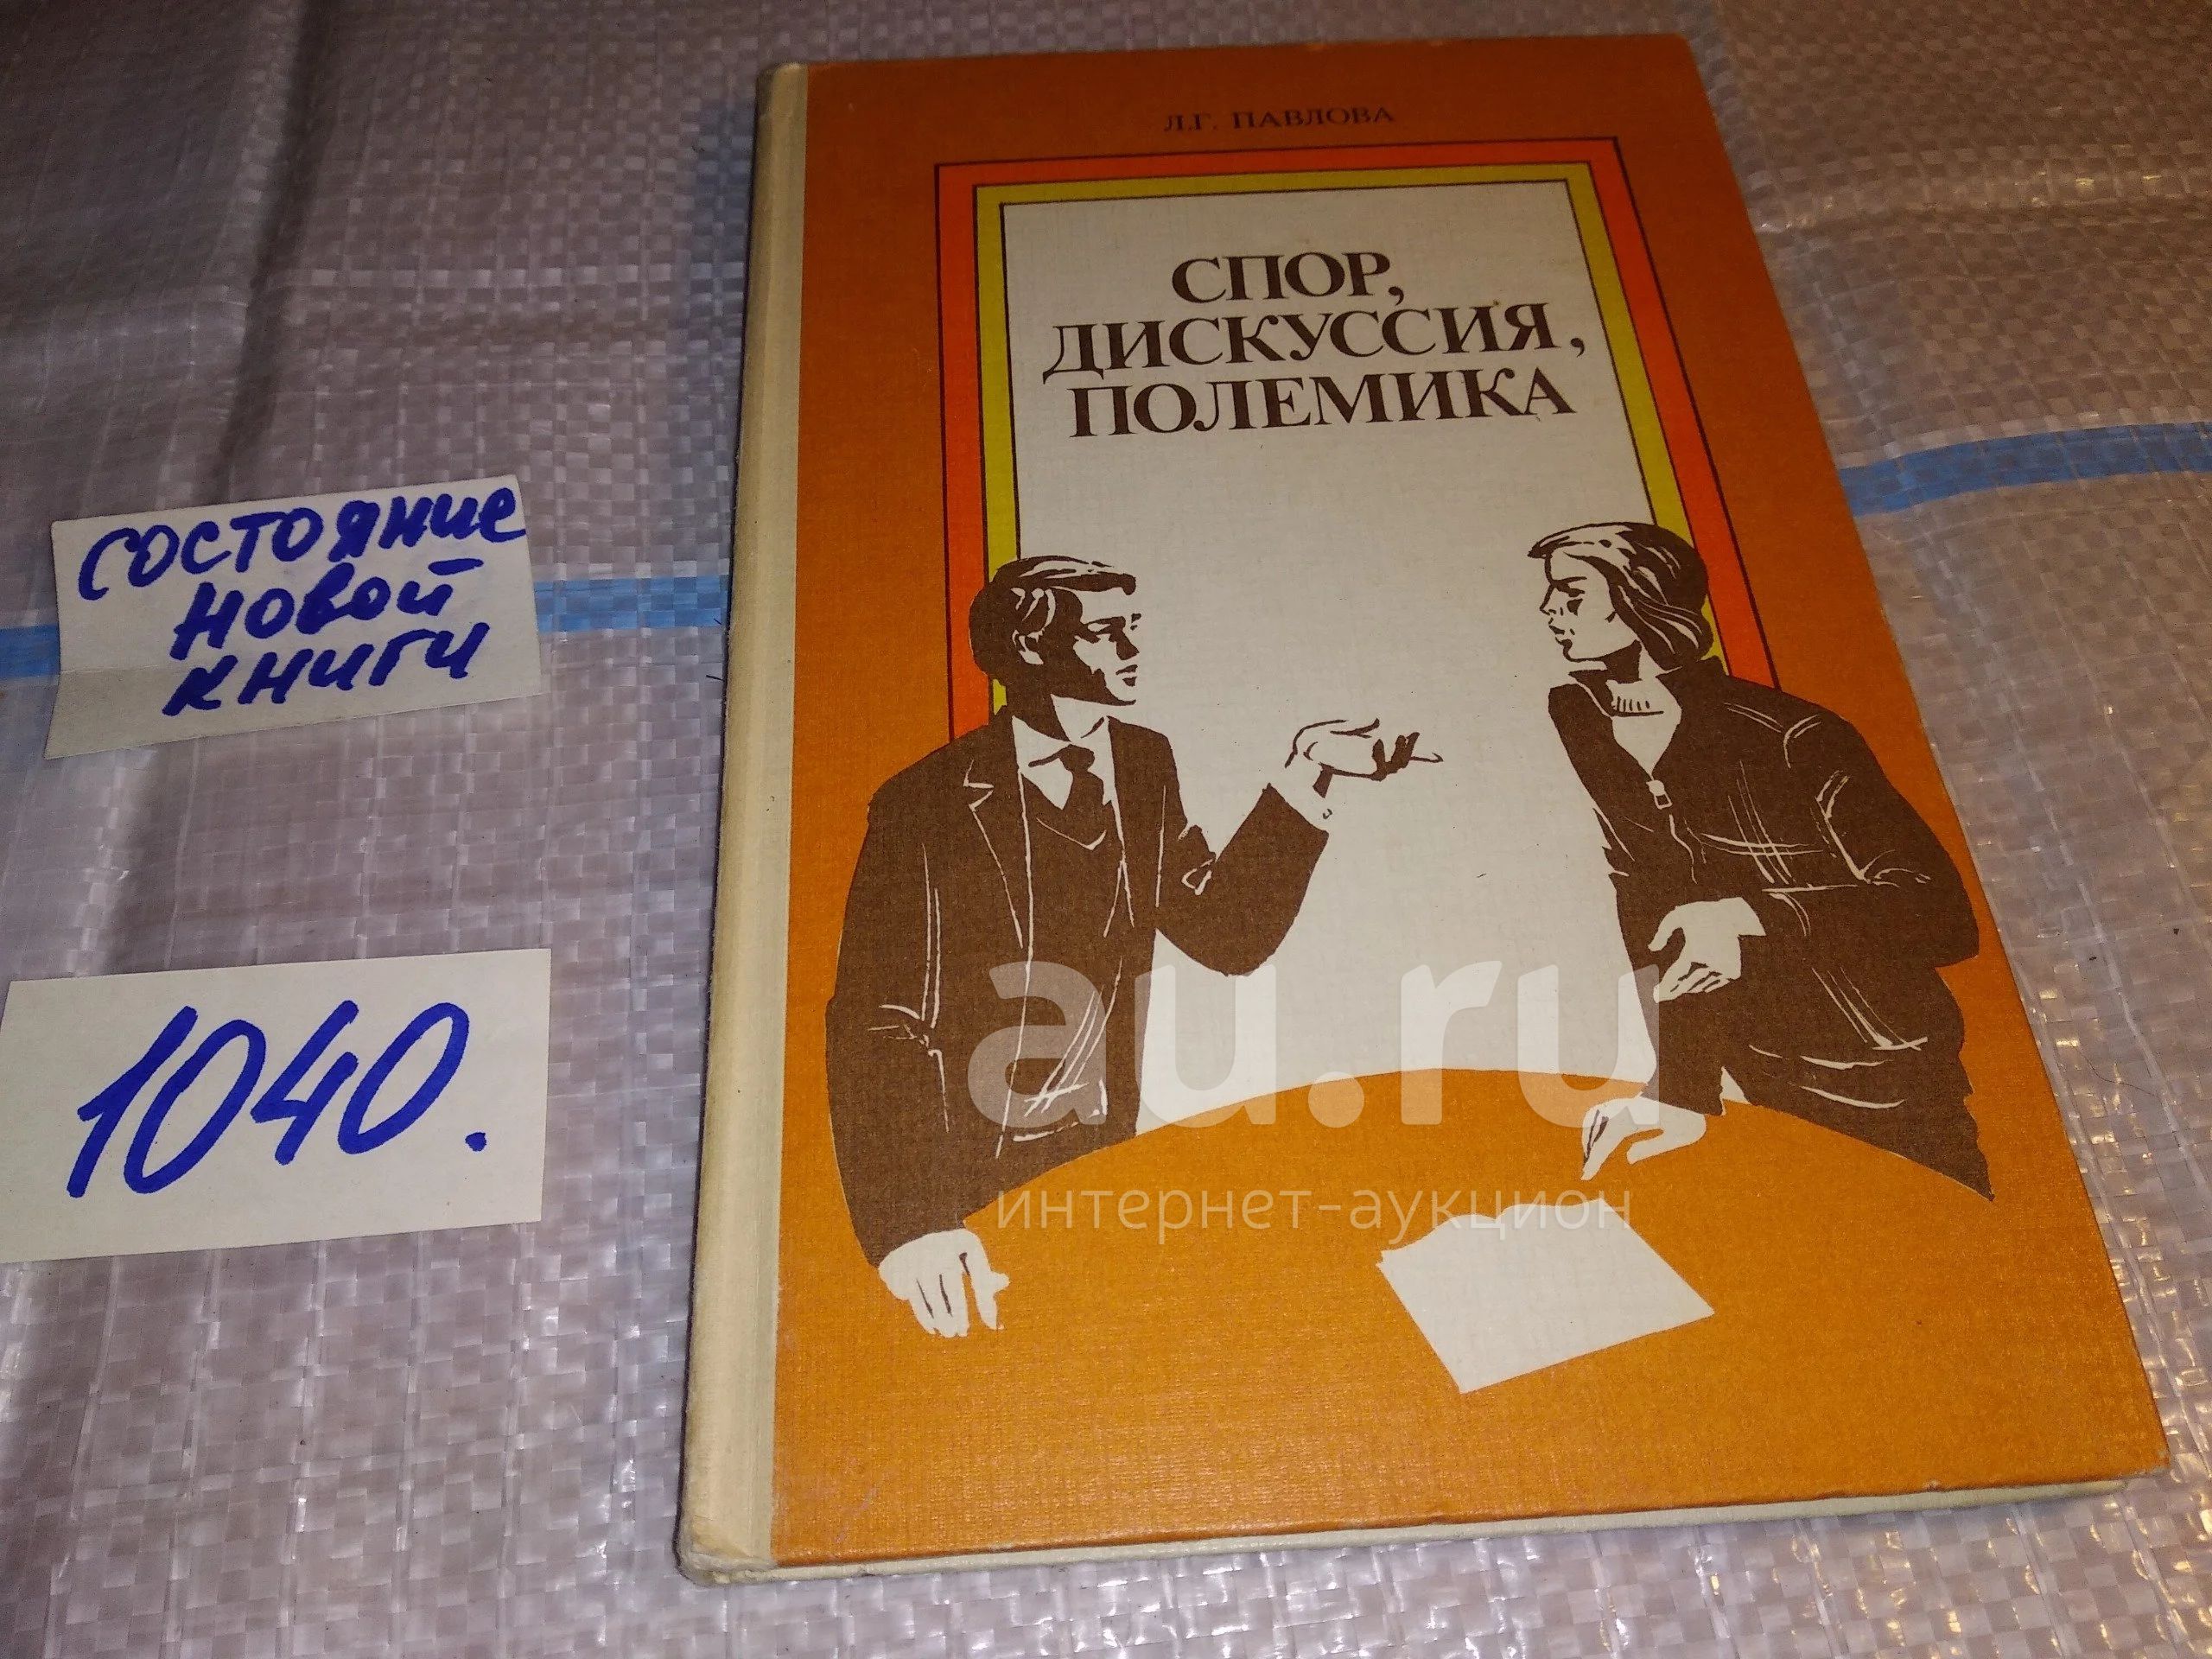 Л.Г. ПАВЛОВА
СПОР,
ДИСКУССИЯ,
ПОЛЕМИКА
состояние
новой
книги
1040.
au.ru
интернет-аукцион